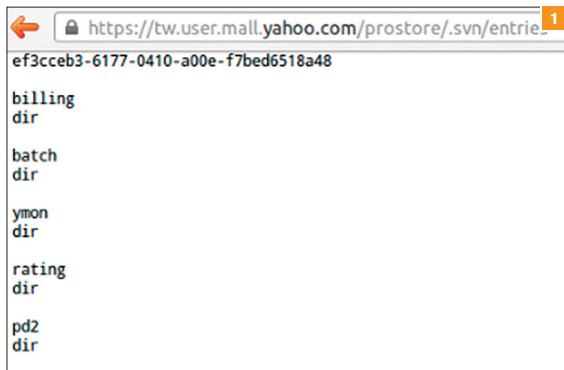 https://tw.user.mall.yahoo.com/prostore/.svn/entries
1
ef3cceb3-6177-0410-a00e-f7bed6518a48
billing
dir
batch
dir
ymon
dir
rating
dir
pd2
dir